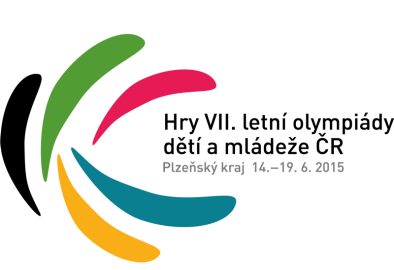 Hry VII. letní olympiády
dětí a mládeže ČR
Plzeňský kraj 14.–19. 6. 2015